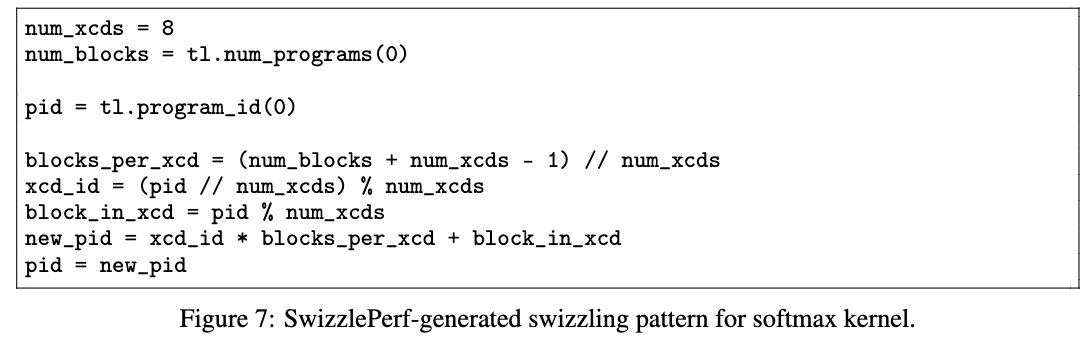 num_xcds = 8
num_blocks = tl.num_programs(0)
pid = tl.program_id(0)
blocks_per_xcd = (num_blocks + num_xcds - 1) // num_xcds
xcd_id = (pid // num_xcds) % num_xcds
block_in_xcd = pid % num_xcds
new_pid = xcd_id * blocks_per_xcd + block_in_xcd
pid = new_pid
Figure 7: SwizzlePerf-generated swizzling pattern for softmax kernel.